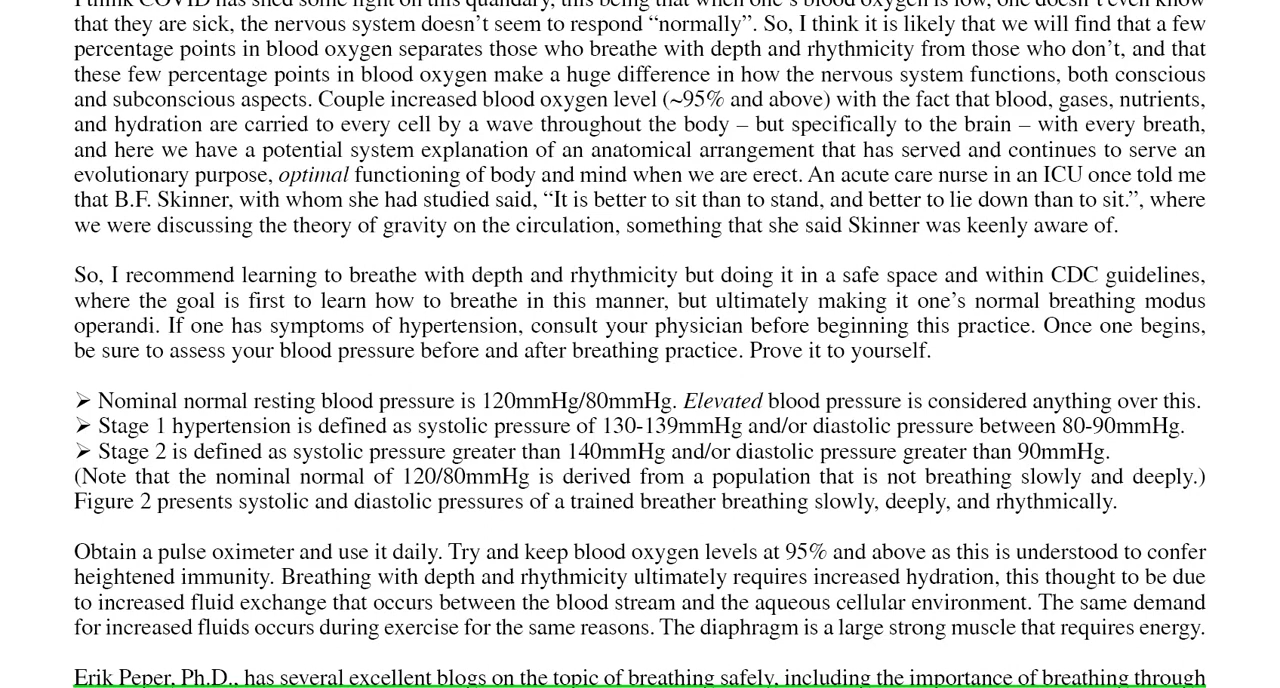 I think COVID has shed some light on this quandary, this being that when one's blood oxygen is low, one doesn't even know
that they are sick, the nervous system doesn't seem to respond “normally”. So, I think it is likely that we will find that a few
percentage points in blood oxygen separates those who breathe with depth and rhythmicity from those who don't, and that
these few percentage points in blood oxygen make a huge difference in how the nervous system functions, both conscious
and subconscious aspects. Couple increased blood oxygen level (~95% and above) with the fact that blood, gases, nutrients,
and hydration are carried to every cell by a wave throughout the body – but specifically to the brain – with every breath,
and here we have a potential system explanation of an anatomical arrangement that has served and continues to serve an
evolutionary purpose, optimal functioning of body and mind when we are erect. An acute care nurse in an ICU once told me
that B.F. Skinner, with whom she had studied said, “It is better to sit than to stand, and better to lie down than to sit.”, where
we were discussing the theory of gravity on the circulation, something that she said Skinner was keenly aware of.
So, I recommend learning to breathe with depth and rhythmicity but doing it in a safe space and within CDC guidelines,
where the goal is first to learn how to breathe in this manner, but ultimately making it one's normal breathing modus
operandi. If one has symptoms of hypertension, consult your physician before beginning this practice. Once one begins,
be sure to assess your blood pressure before and after breathing practice. Prove it to yourself.
➢ Nominal normal resting blood pressure is 120mmHg/80mmHg. Elevated blood pressure is considered anything over this.
➢ Stage 1 hypertension is defined as systolic pressure of 130-139mmHg and/or diastolic pressure between 80-90mmHg.
➢ Stage 2 is defined as systolic pressure greater than 140mmHg and/or diastolic pressure greater than 90mmHg.
(Note that the nominal normal of 120/80mmHg is derived from a population that is not breathing slowly and deeply.)
Figure 2 presents systolic and diastolic pressures of a trained breather breathing slowly, deeply, and rhythmically.
Obtain a pulse oximeter and use it daily. Try and keep blood oxygen levels at 95% and above as this is understood to confer
heightened immunity. Breathing with depth and rhythmicity ultimately requires increased hydration, this thought to be due
to increased fluid exchange that occurs between the blood stream and the aqueous cellular environment. The same demand
for increased fluids occurs during exercise for the same reasons. The diaphragm is a large strong muscle that requires energy.
Erik Peper, Ph.D., has several excellent blogs on the topic of breathing safely, including the importance of breathing through